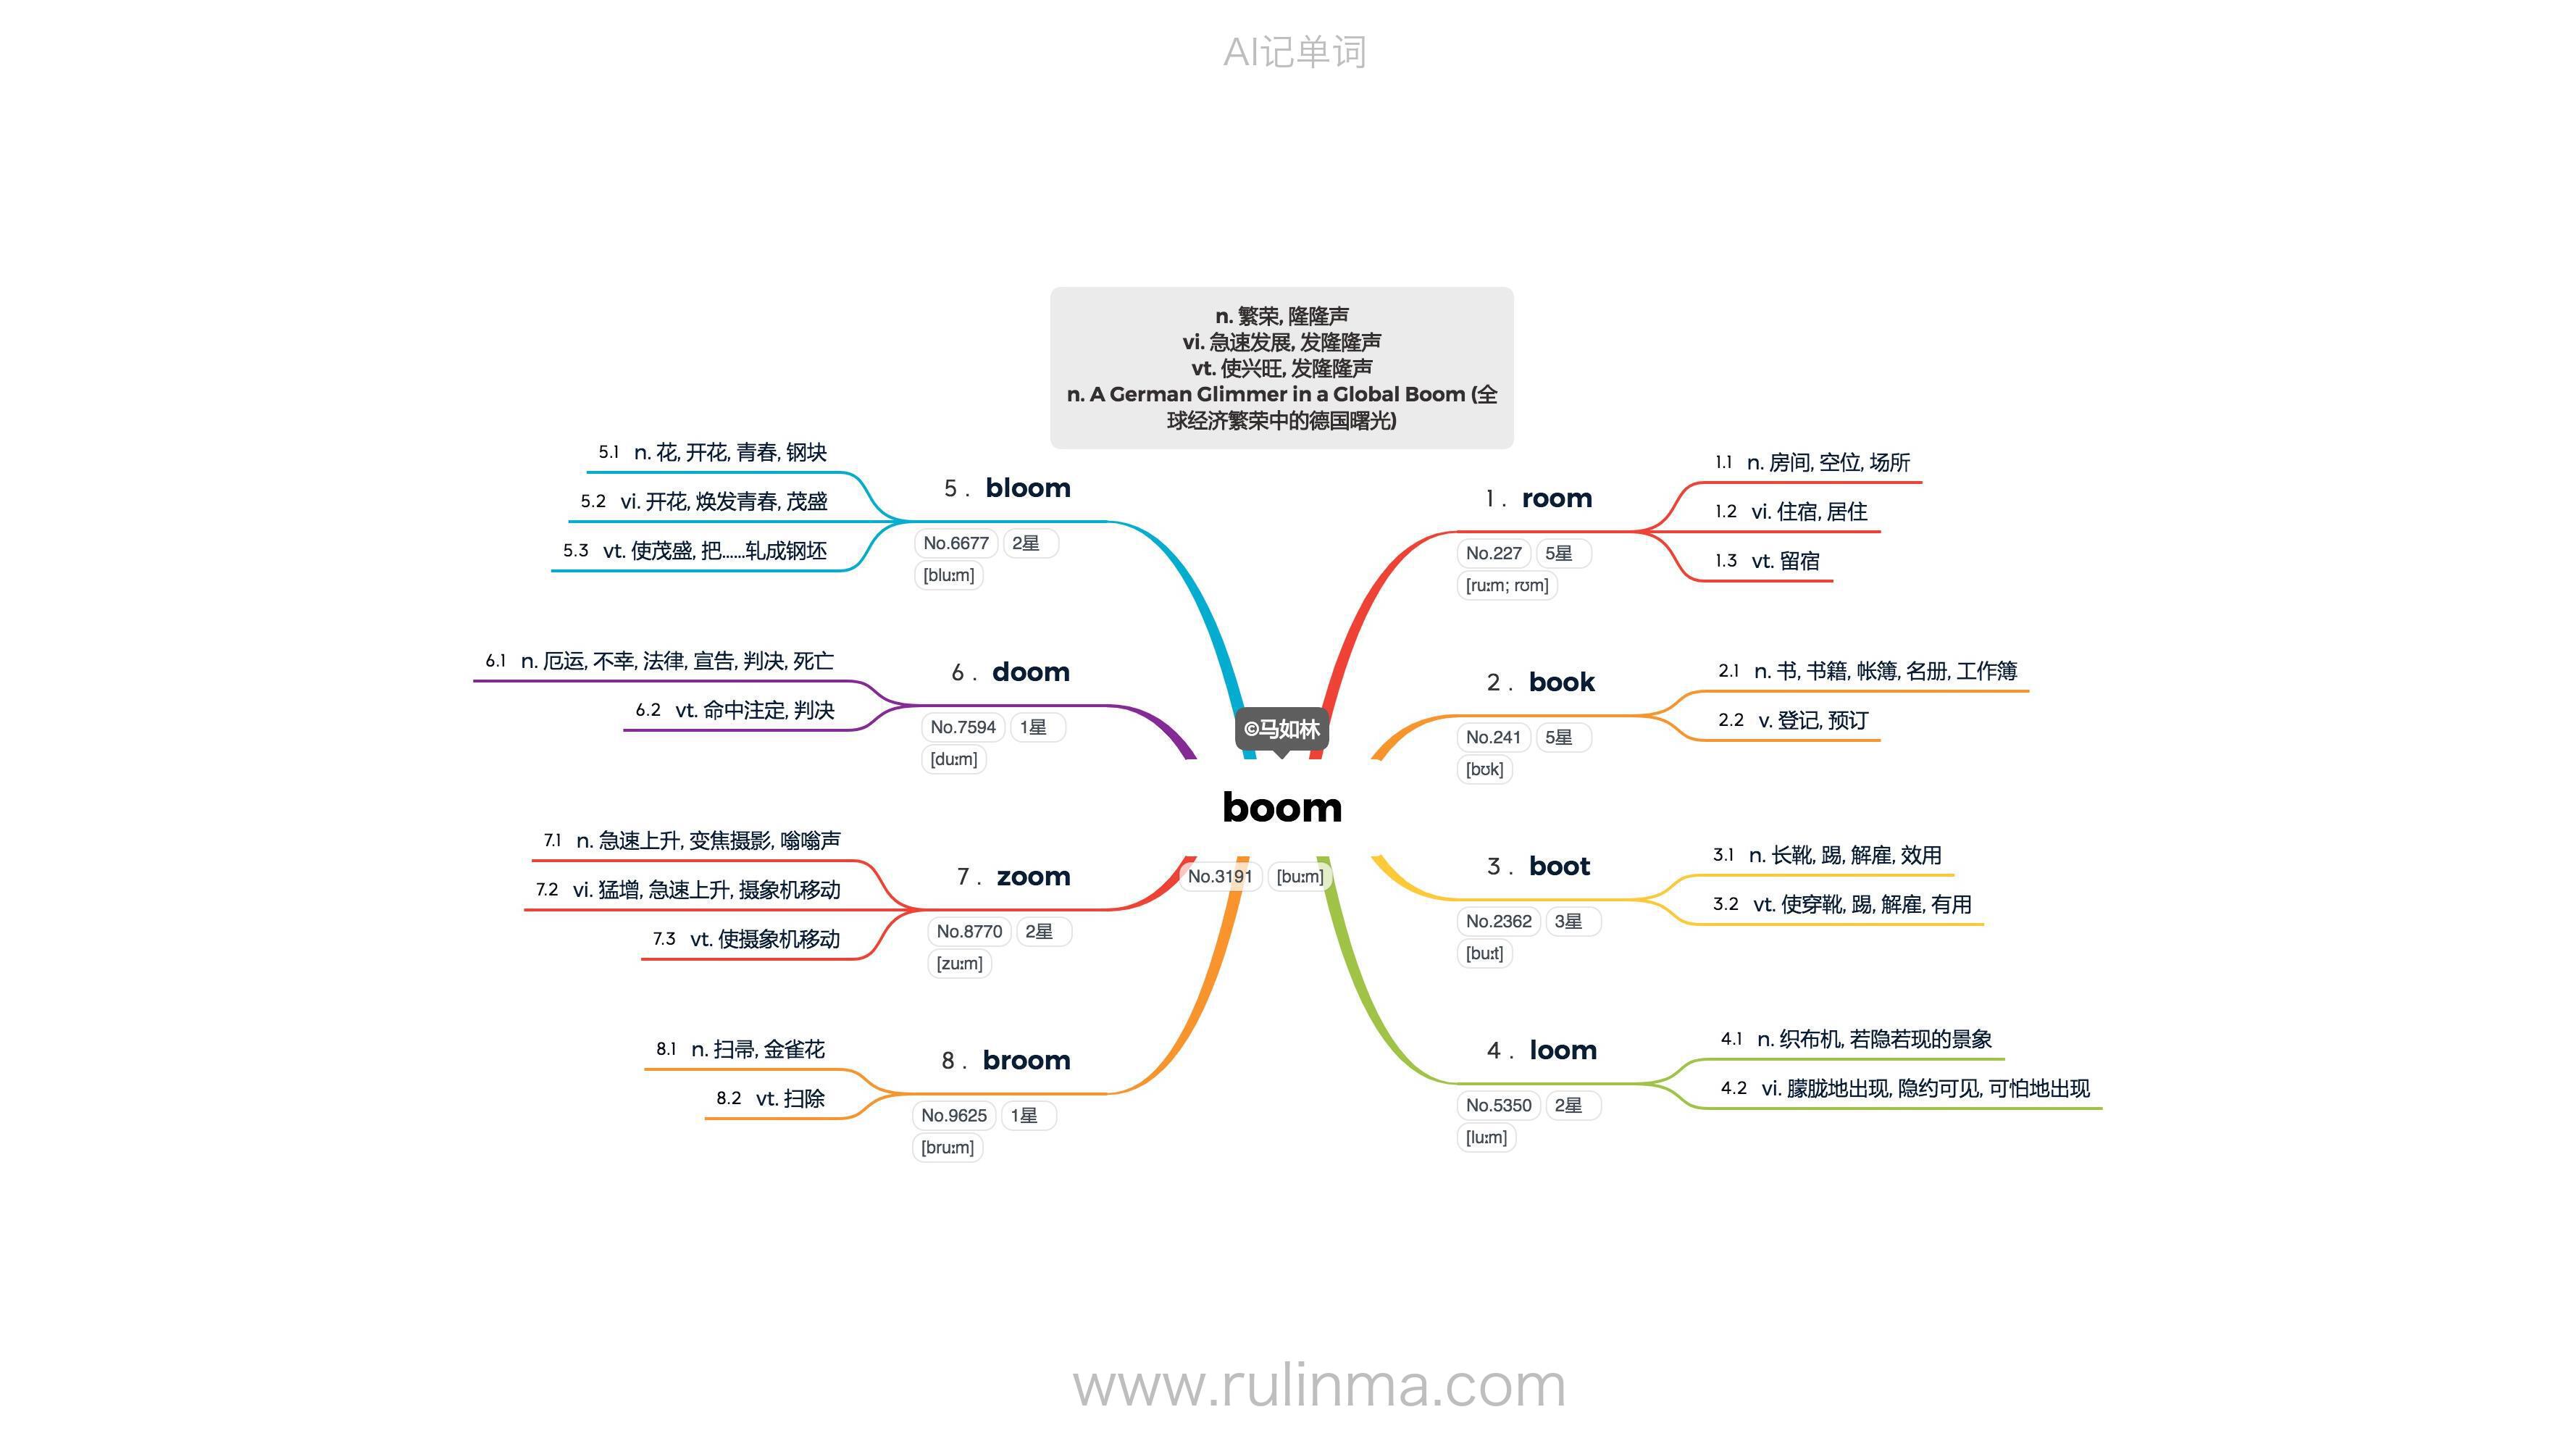 AI记单词
n. 繁荣, 隆隆声
vi. 急速发展, 发隆隆声
vt. 使兴旺, 发隆隆声
n. A German Glimmer in a Global Boom (全
球经济繁荣中的德国曙光)
©马如林
boom
No.3191 [buːm]
1 . room
No.227 5星
[ruːm; rʊm]
1.1 n. 房间, 空位, 场所
1.2 vi. 住宿, 居住
1.3 vt. 留宿
2 . book
No.241 5星
[bʊk]
2.1 n. 书, 书籍, 帐簿, 名册, 工作簿
2.2 v. 登记, 预订
3 . boot
No.2362 3星
[buːt]
3.1 n. 长靴, 踢, 解雇, 效用
3.2 vt. 使穿靴, 踢, 解雇, 有用
4 . loom
No.5350 2星
[luːm]
4.1 n. 织布机, 若隐若现的景象
4.2 vi. 朦胧地出现, 隐约可见, 可怕地出现
5 . bloom
No.6677 2星
[bluːm]
5.1 n. 花, 开花, 青春, 钢块
5.2 vi. 开花, 焕发青春, 茂盛
5.3 vt. 使茂盛, 把......轧成钢坯
6 . doom
No.7594 1星
[duːm]
6.1 n. 厄运, 不幸, 法律, 宣告, 判决, 死亡
6.2 vt. 命中注定, 判决
7 . zoom
No.8770 2星
[zuːm]
7.1 n. 急速上升, 变焦摄影, 嗡嗡声
7.2 vi. 猛增, 急速上升, 摄象机移动
7.3 vt. 使摄象机移动
8 . broom
No.9625 1星
[bruːm]
8.1 n. 扫帚, 金雀花
8.2 vt. 扫除
www.rulinma.com